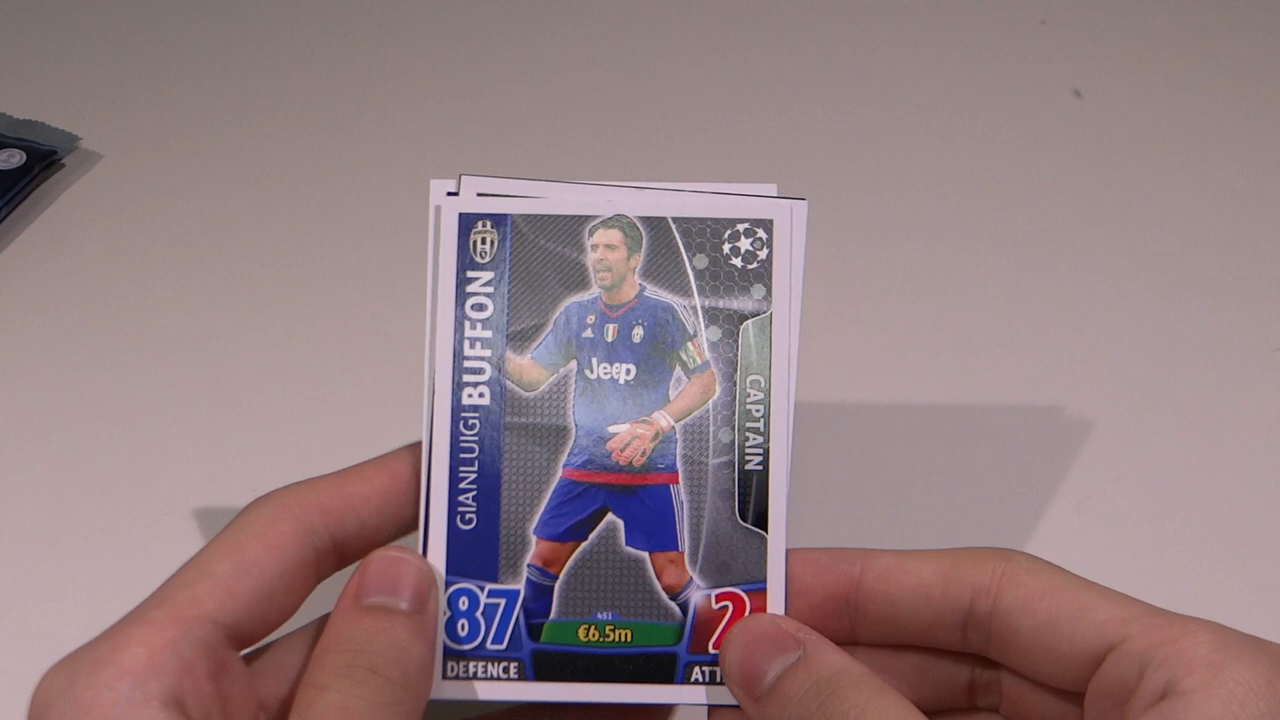 GIANLUIGI BUFFON
Jeep
CAPTAIN
87
DEFENCE
451
€6.5m
2
ATT